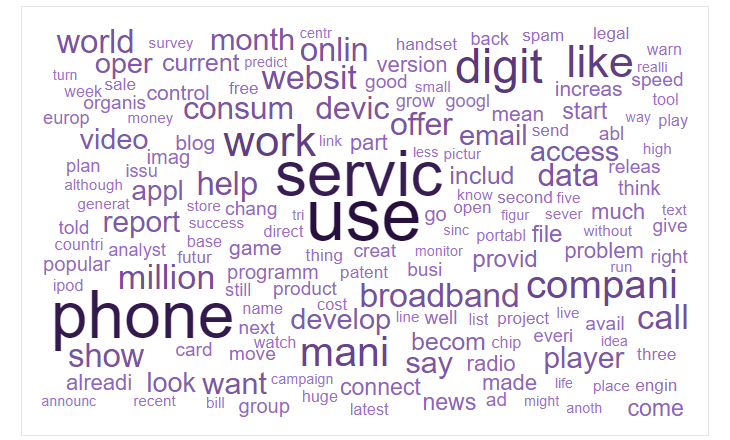 world survey month centr onlin handset back spam legal
turn oper current predict websit version digit like warn
week sale control free good small realli
europ organis consum devic grow googl increas speed
money video blog work link part offer mean start tool
plan imag less pictur email send abl way play
although issu appl help servic includ access high
generat store chang use know second five data releas
told report success tri go open figur sever think
countri analyst base direct sinc portabl file much text
popular futur game thing creat monitor without give
ipod million programm patent busi provid problem right
still product broadband compani run
phone name cost line well list project live avail call
show next develop becom chip everi idea
card move watch mani say radio player three
alreadi look want campaign connect made life place engin
announc recent bill group huge latest news ad might anoth come